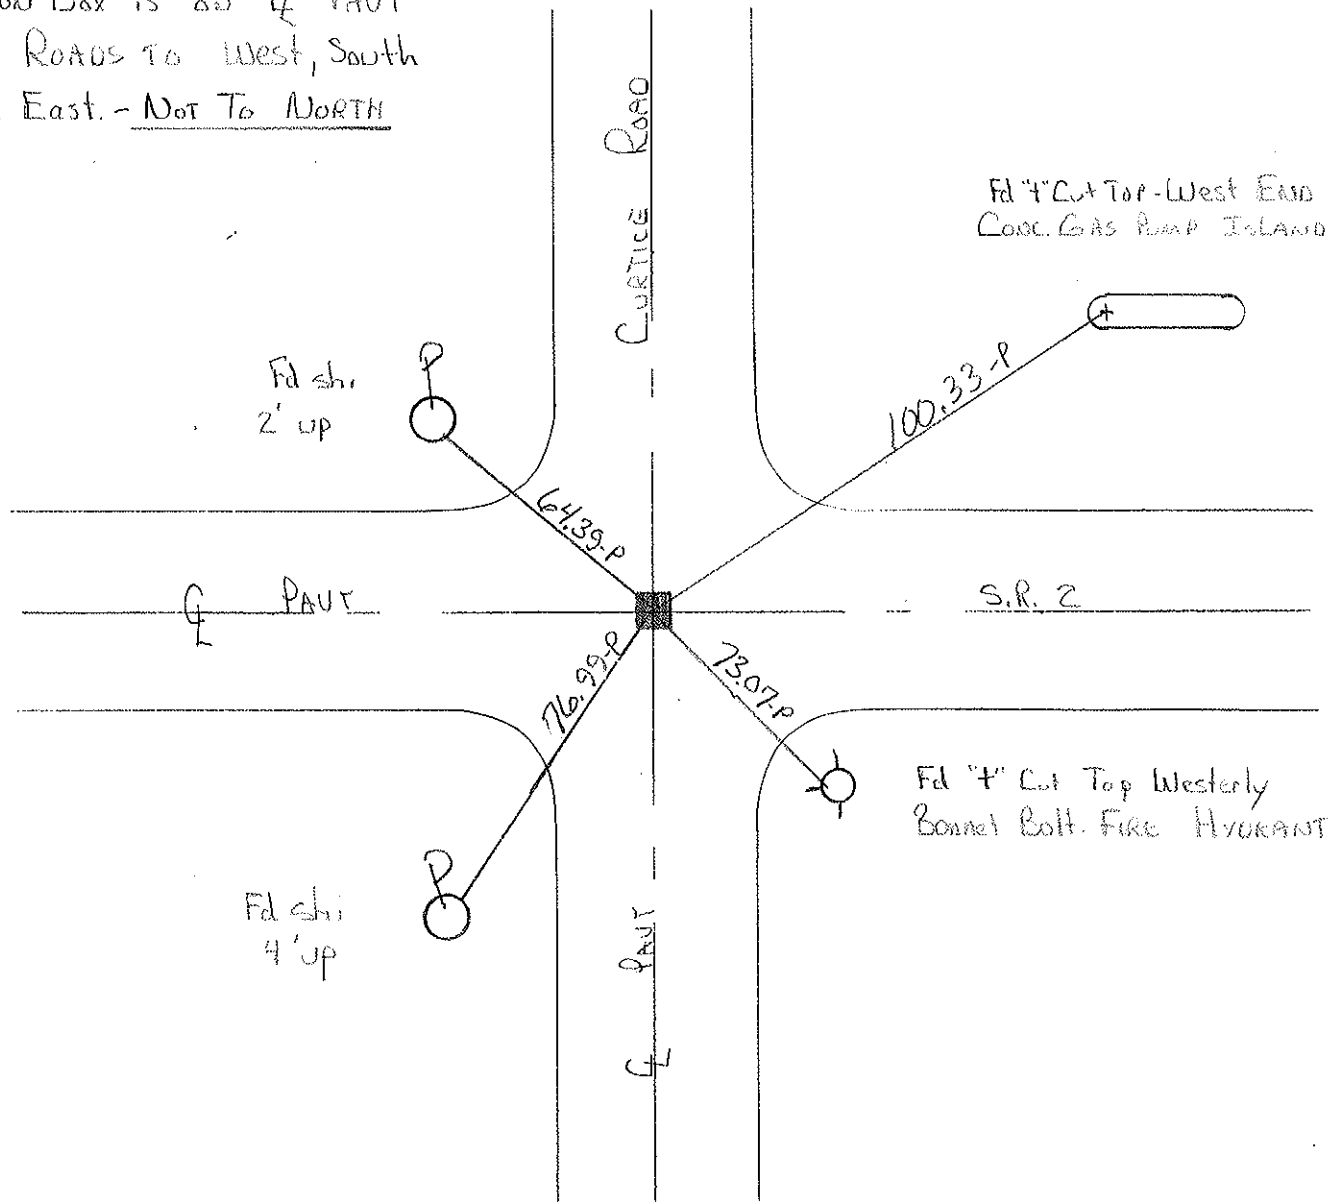 Box is on ℄ PAVT
ROADS TO West, South
East. - NOT TO NORTH
CURTICE ROAD
Fd "+" Cut TOP - West END
CONC. GAS PUMP ISLAND
P
Fd shi
2' up
100.33-P
64.39-P
℄ PAVT
S.R. 2
76.99-P
73.07-P
Fd "+" Cut Top Westerly
Bonnet Bolt. FIRE HYDRANT
P
Fd shi
4' up
℄ PAVT